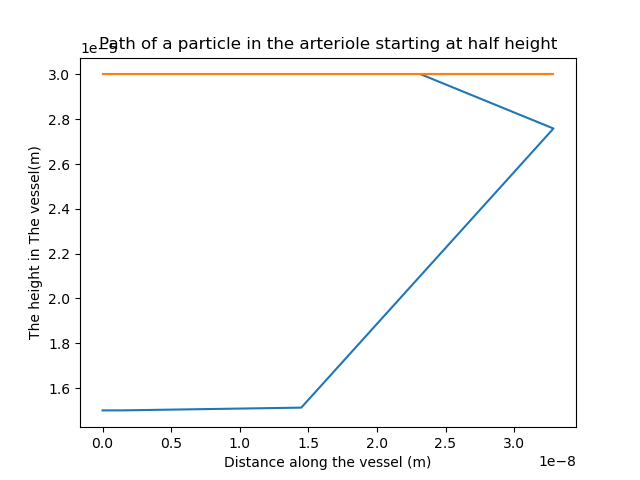 Path of a particle in the arteriole starting at half height
3.0
2.8
2.6
2.4
2.2
2.0
1.8
1.6
The height in The vessel(m)
0.0 0.5 1.0 1.5 2.0 2.5 3.0
1e−8
Distance along the vessel (m)